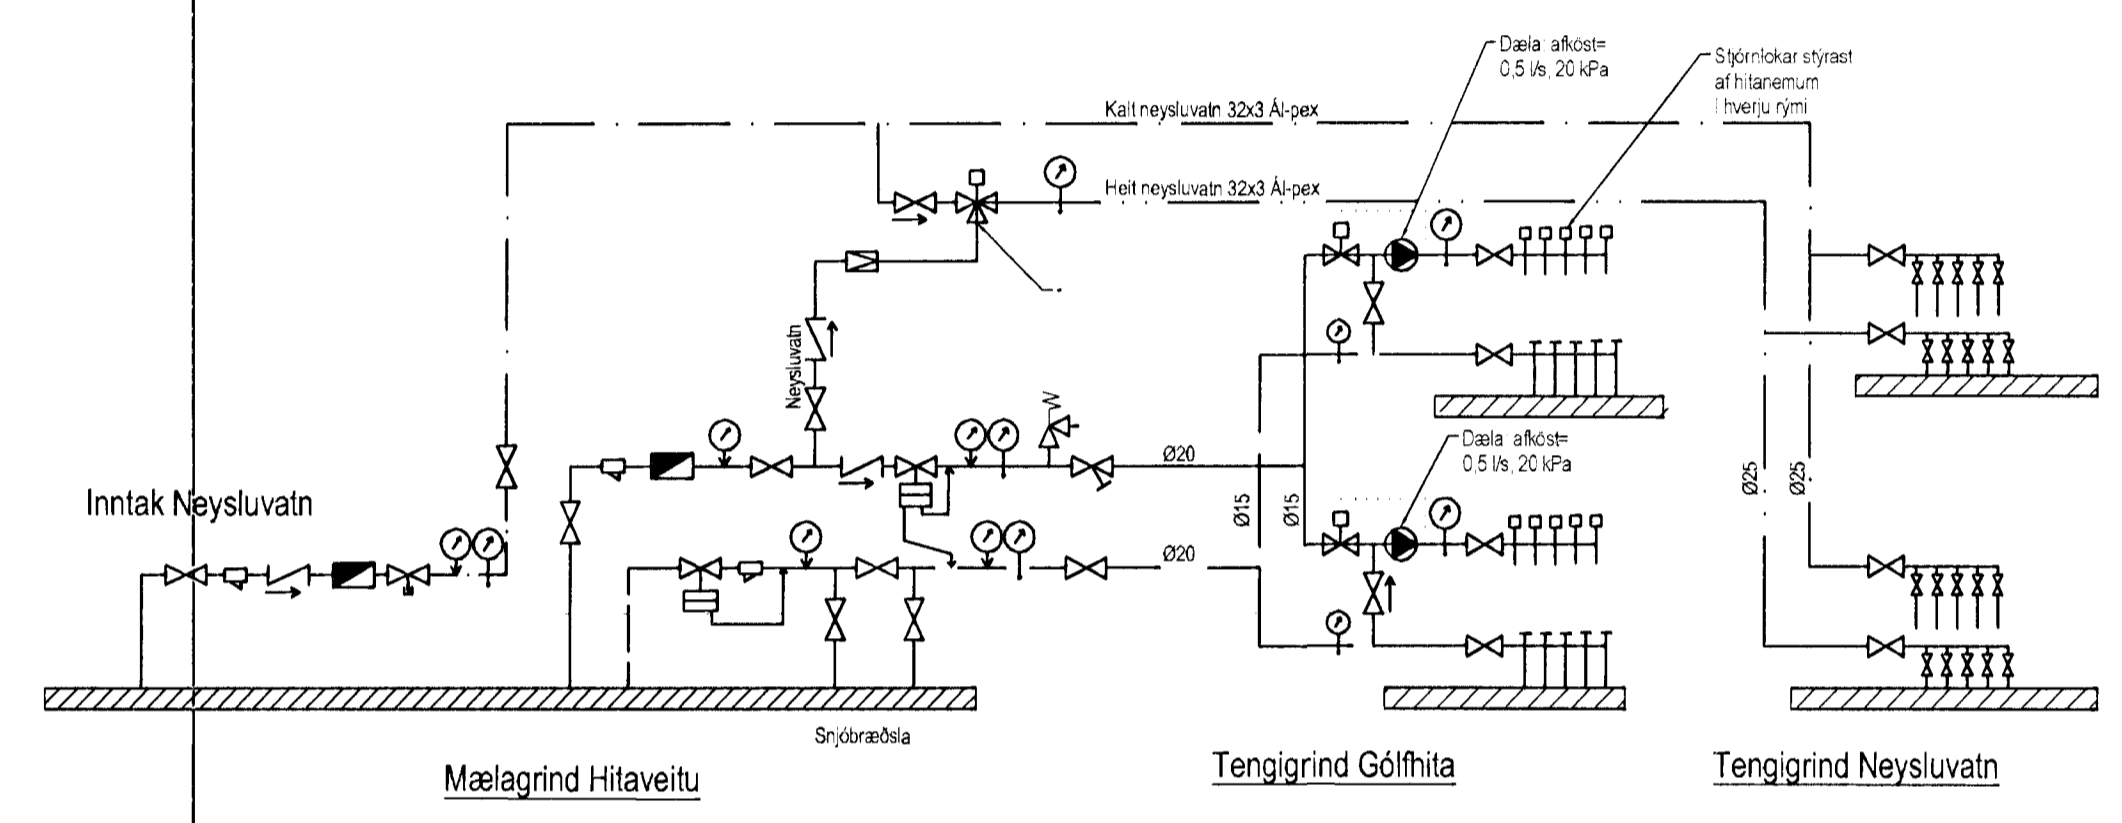 Dæla: afköst=
0,5 l/s, 20 kPa
Stjórnlokar stýrast
af hitanemum
í hverju rými
Kalt neysluvatn 32x3 Ál-pex
Heit neysluvatn 32x3 Ál-pex
Neysluvatn
Dæla: afköst=
0,5 l/s, 20 kPa
Ø20
Ø15
Ø15
Ø25
Ø25
Inntak Neysluvatn
Ø20
Snjóbræðsla
Mælagrind Hitaveitu
Tengigrind Gólfhita
Tengigrind Neysluvatn